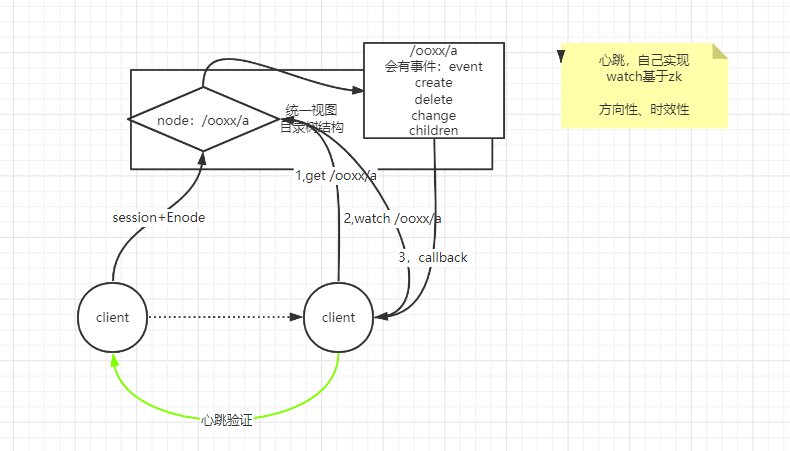 /ooxx/a
会有事件：event
create
delete
change
children
心跳，自己实现
watch基于zk
方向性、时效性
node：/ooxx/a
统一视图
目录树结构
1,get /ooxx/a
session+Enode
2,watch /ooxx/a
3，callback
client
client
心跳验证